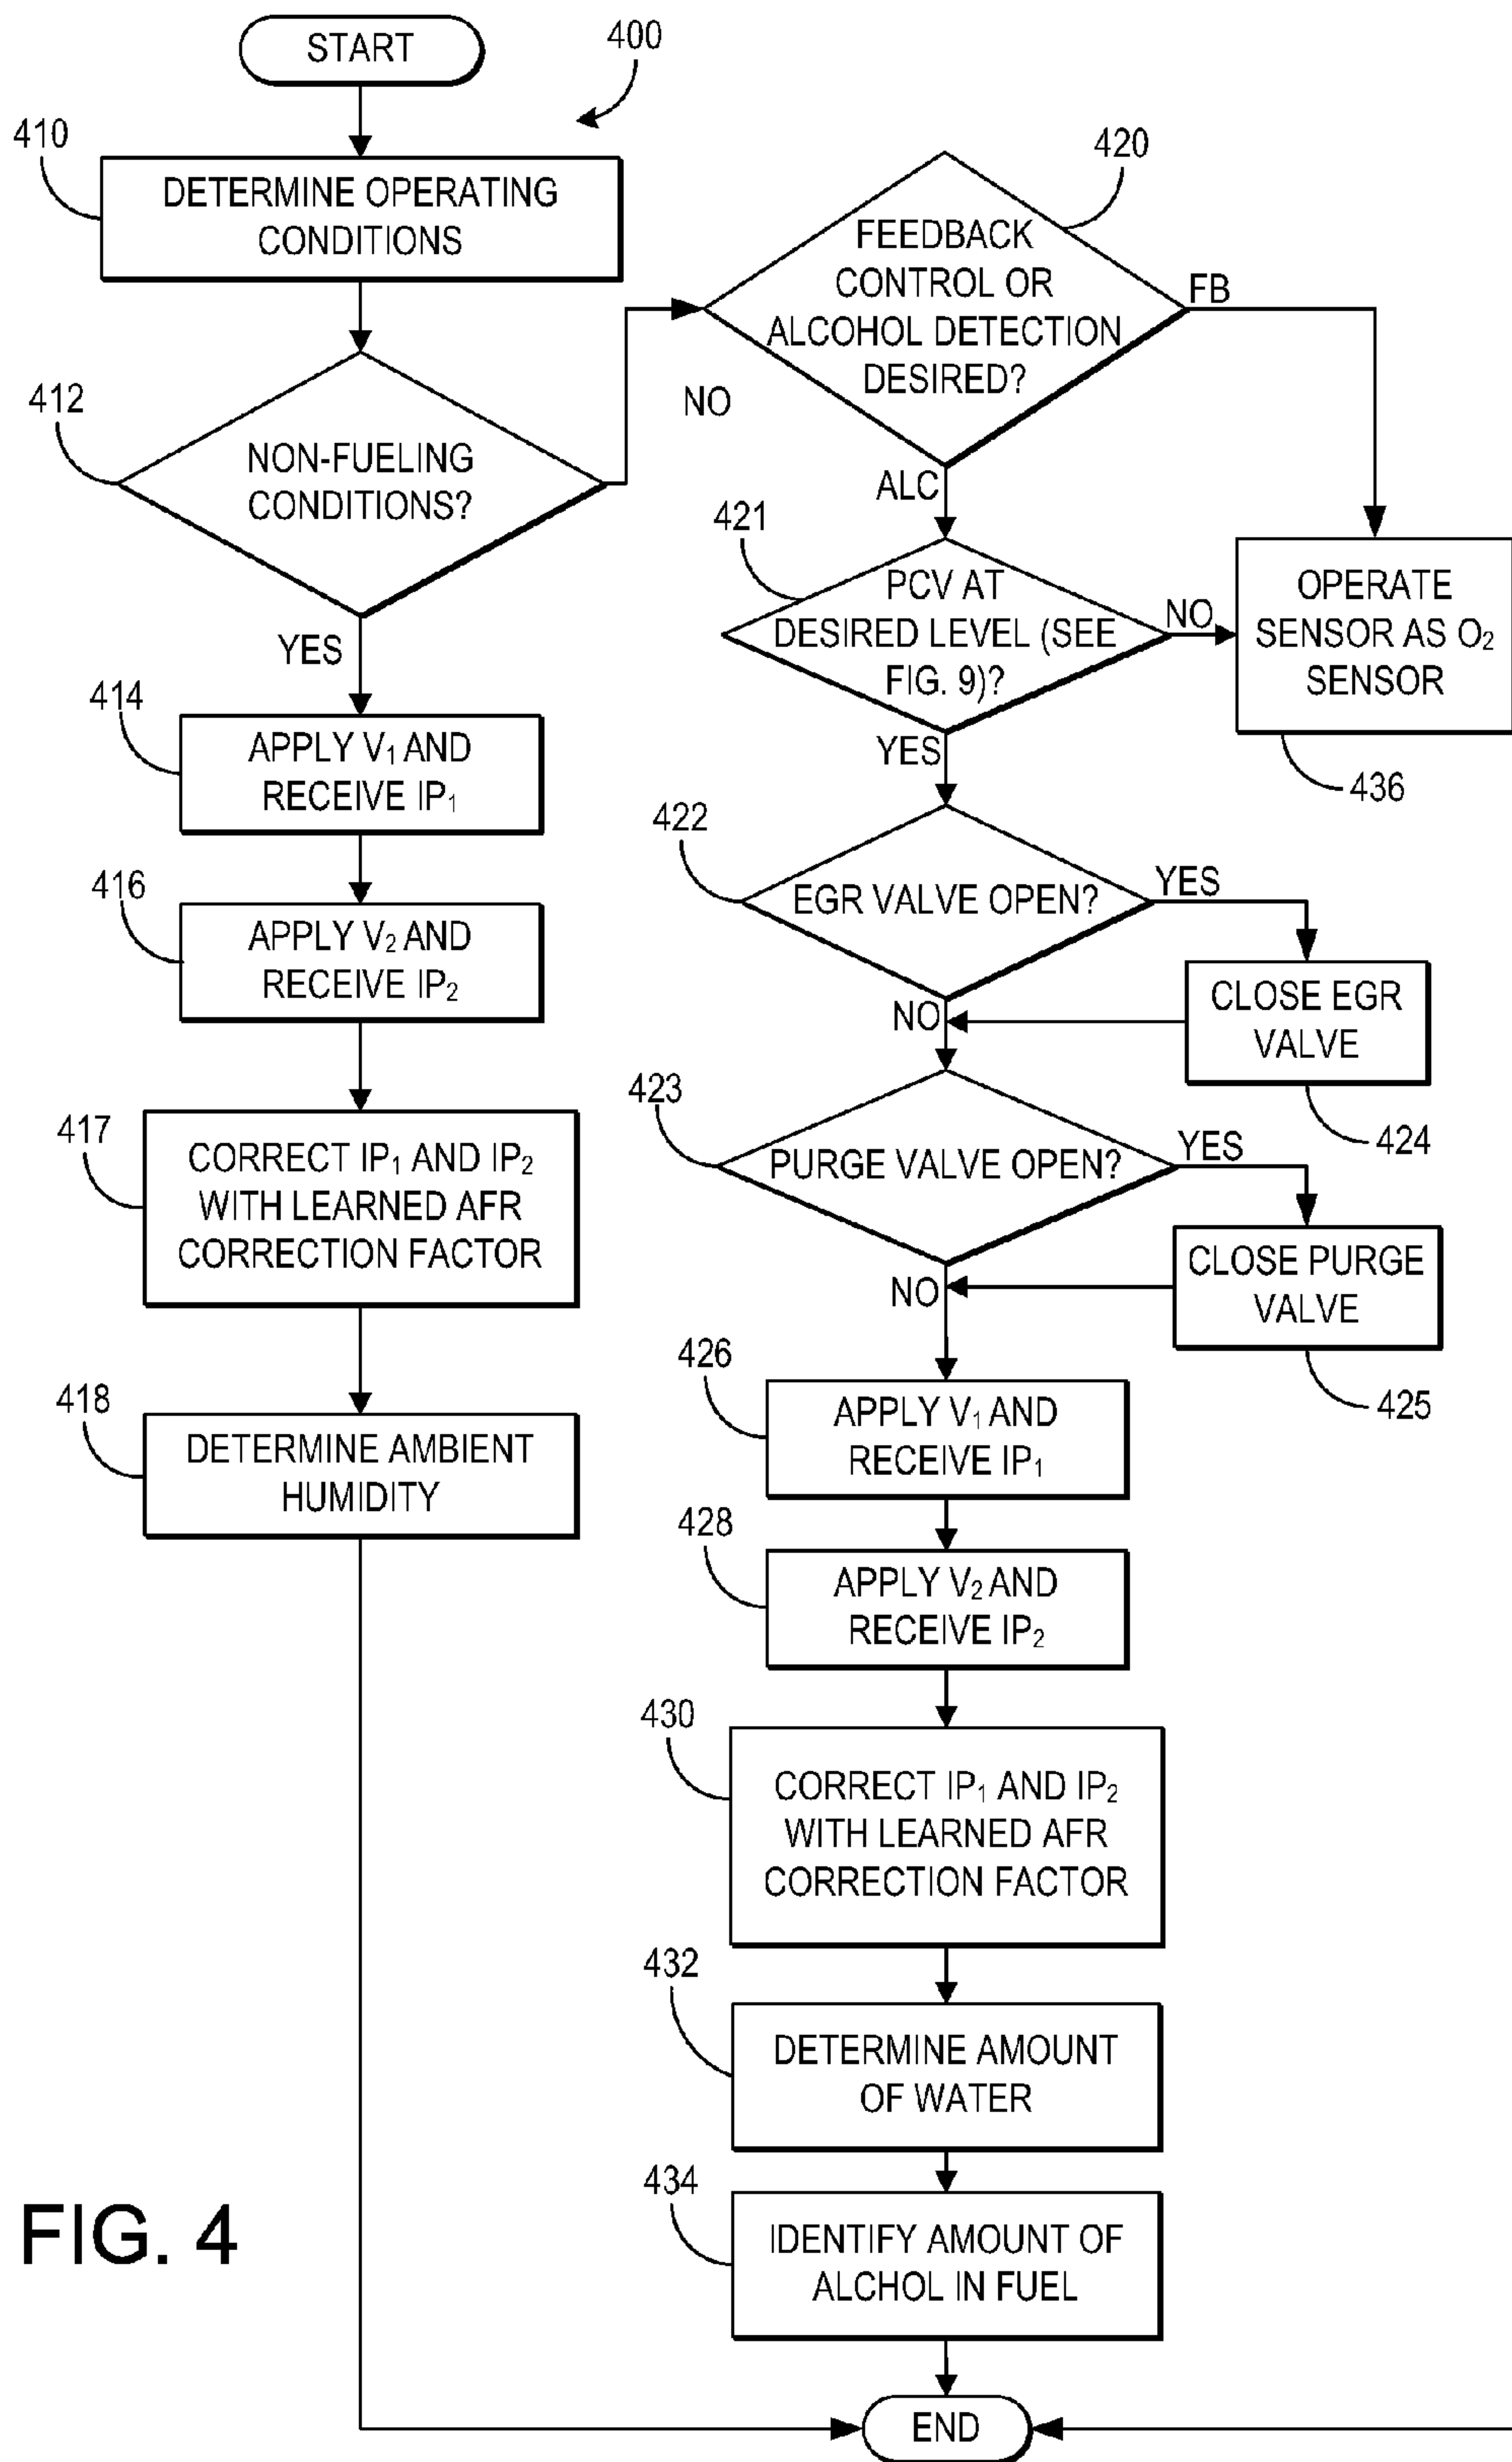 START
400
410
DETERMINE OPERATING
CONDITIONS
420
FEEDBACK
CONTROL OR
ALCOHOL DETECTION
DESIRED?
FB
412
NON-FUELING
CONDITIONS?
NO
YES
ALC
421
PCV AT
DESIRED LEVEL (SEE
FIG. 9)?
NO
OPERATE
SENSOR AS O₂
SENSOR
436
YES
414
APPLY V₁ AND
RECEIVE IP₁
416
APPLY V₂ AND
RECEIVE IP₂
422
EGR VALVE OPEN?
YES
CLOSE EGR
VALVE
424
NO
417
CORRECT IP₁ AND IP₂
WITH LEARNED AFR
CORRECTION FACTOR
423
PURGE VALVE OPEN?
YES
CLOSE PURGE
VALVE
425
NO
418
DETERMINE AMBIENT
HUMIDITY
426
APPLY V₁ AND
RECEIVE IP₁
428
APPLY V₂ AND
RECEIVE IP₂
430
CORRECT IP₁ AND IP₂
WITH LEARNED AFR
CORRECTION FACTOR
432
DETERMINE AMOUNT
OF WATER
434
IDENTIFY AMOUNT OF
ALCHOL IN FUEL
FIG. 4
END